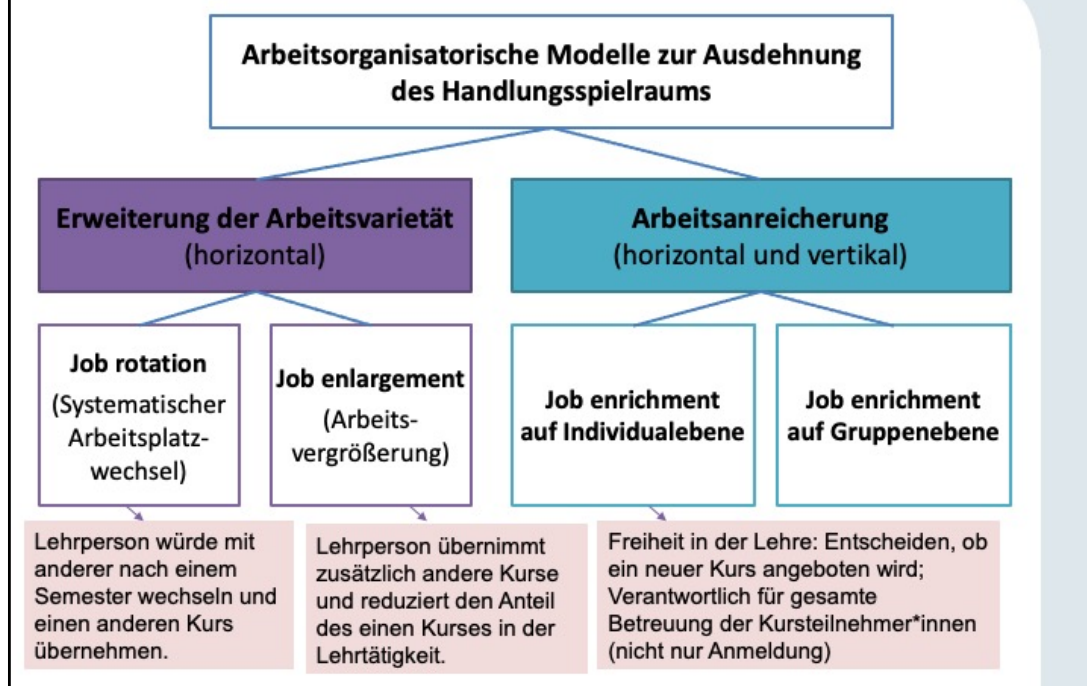 Arbeitsorganisatorische Modelle zur Ausdehnung
des Handlungsspielraums
Erweiterung der Arbeitsvarietät
(horizontal)
Arbeitsanreicherung
(horizontal und vertikal)
Job rotation
(Systematischer
Arbeitsplatz-
wechsel)
Job enlargement
(Arbeits-
vergrößerung)
Job enrichment
auf Individualebene
Job enrichment
auf Gruppenebene
Lehrperson würde mit
anderer nach einem
Semester wechseln und
einen anderen Kurs
übernehmen.
Lehrperson übernimmt
zusätzlich andere Kurse
und reduziert den Anteil
des einen Kurses in der
Lehrtätigkeit.
Freiheit in der Lehre: Entscheiden, ob
ein neuer Kurs angeboten wird;
Verantwortlich für gesamte
Betreuung der Kursteilnehmer*innen
(nicht nur Anmeldung)